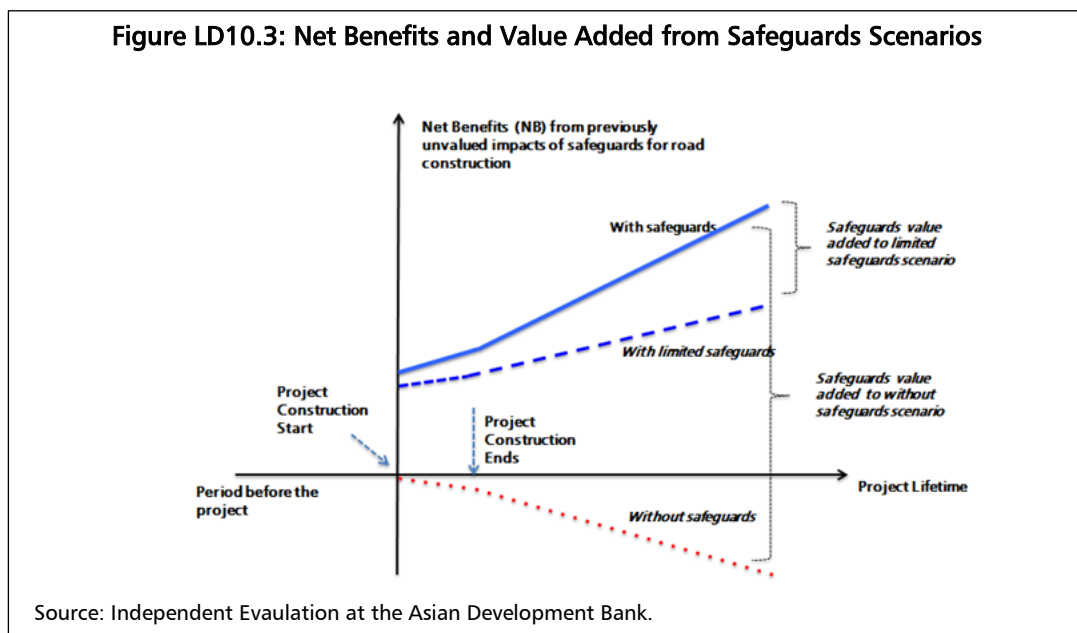 Figure LD10.3: Net Benefits and Value Added from Safeguards Scenarios
Net Benefits (NB) from previously
unvalued impacts of safeguards for road
construction
With safeguards
Safeguards value
added to limited
safeguards scenario
With limited safeguards
Safeguards value
added to without
safeguards scenario
Project
Construction
Start
Project
Construction
Ends
Period before the
project
Project Lifetime
Without safeguards
Source: Independent Evaulation at the Asian Development Bank.